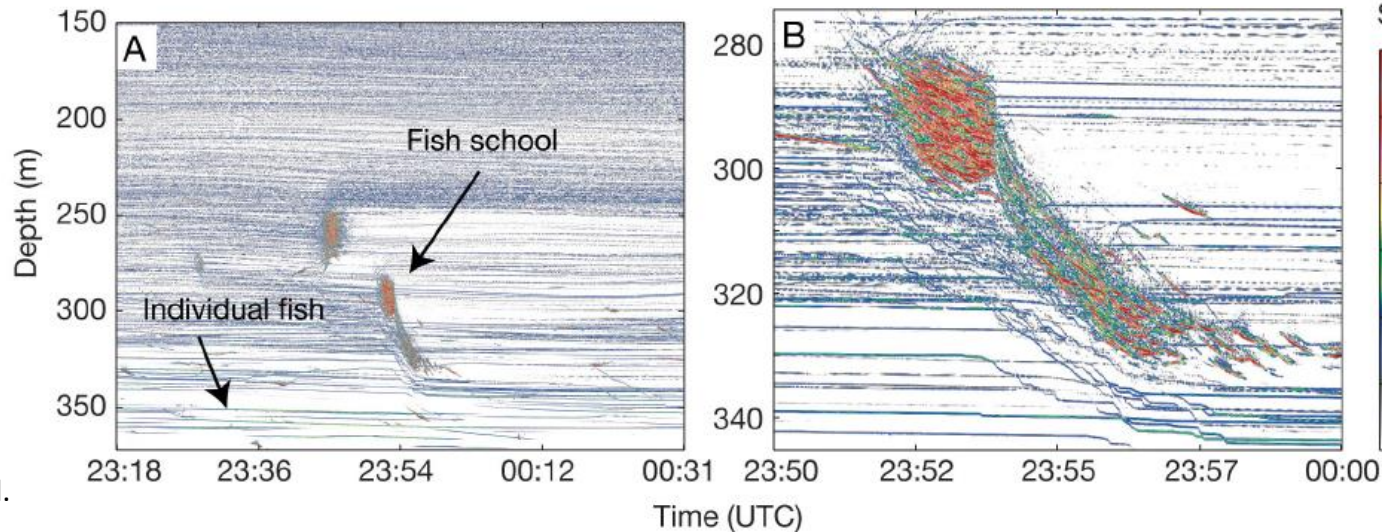 A
B
S
150
200
250
300
350
Depth (m)
Fish school
Individual fish
23:18 23:36 23:54 00:12 00:31
280
300
320
340
23:50 23:52 23:55 23:57 00:00
Time (UTC)